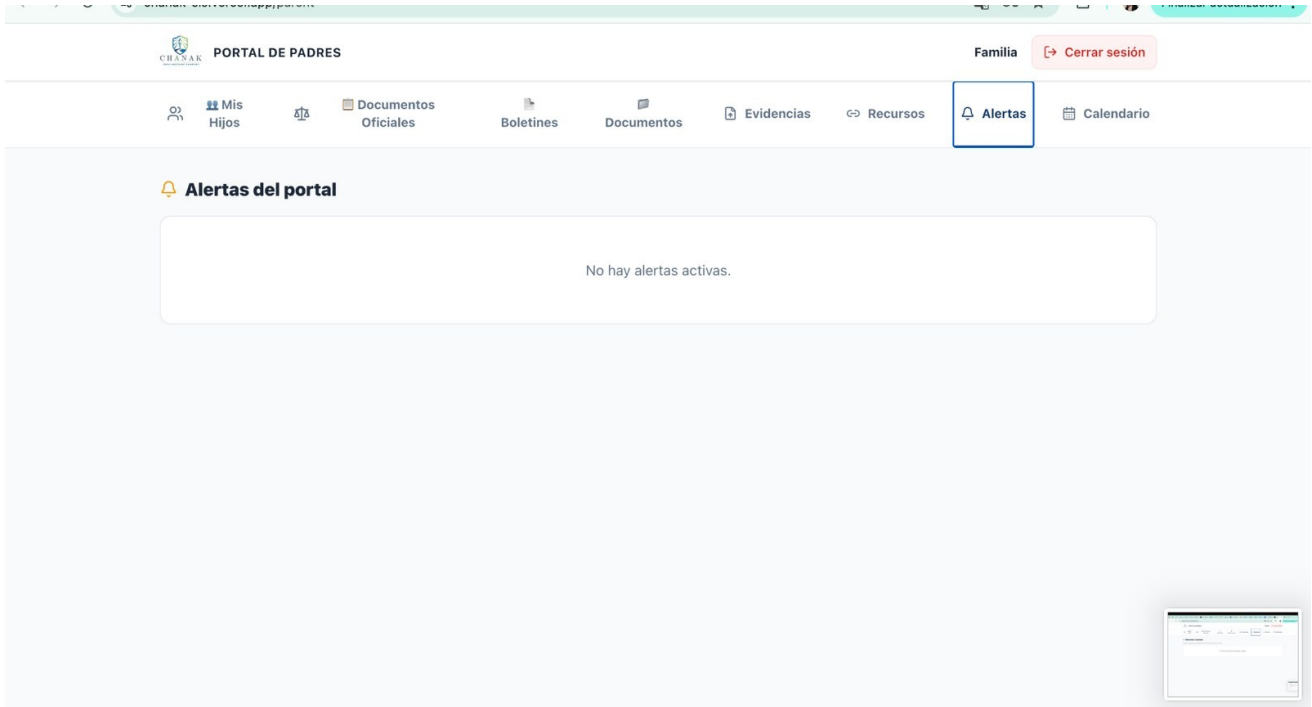 CHANAK
PORTAL DE PADRES
Familia
Cerrar sesión
Mis
Hijos
Documentos
Oficiales
Boletines
Documentos
Evidencias
Recursos
Alertas
Calendario
Alertas del portal
No hay alertas activas.